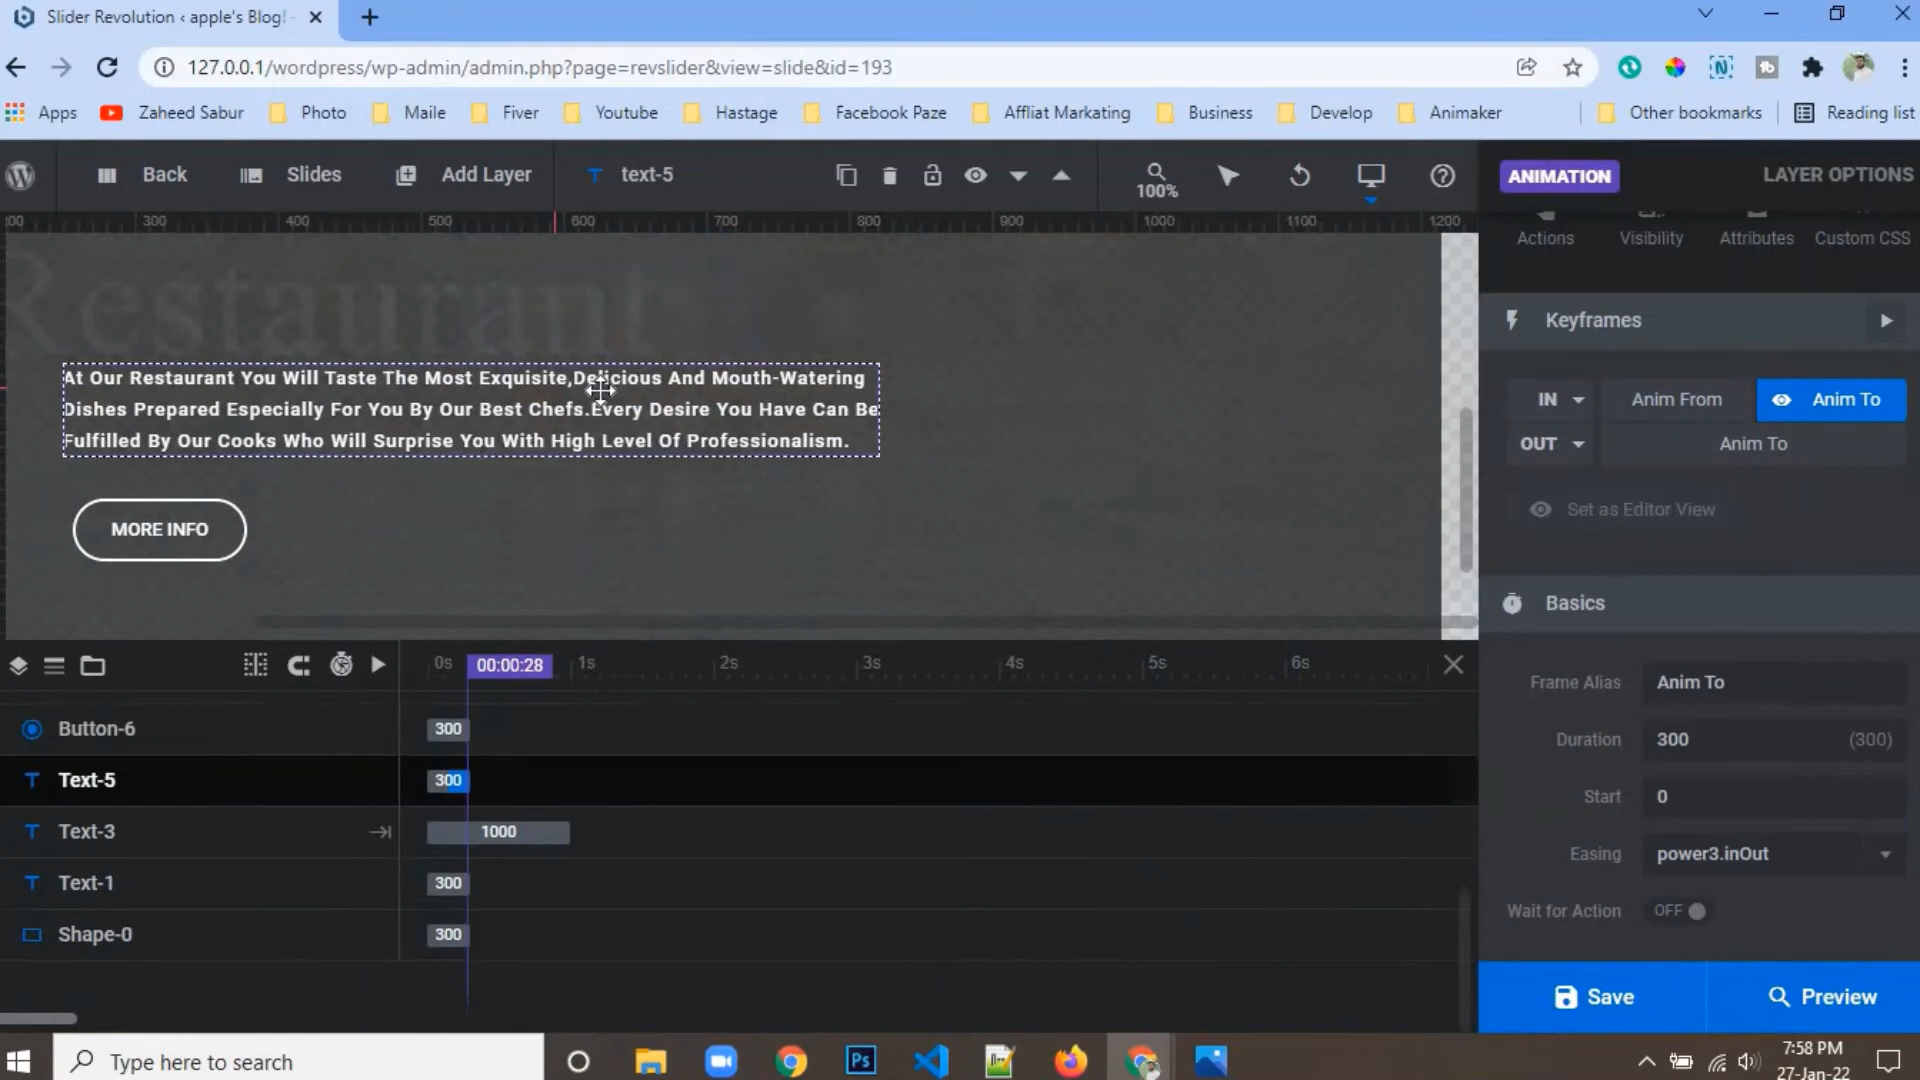 Slider Revolution ‹ apple's Blog! -
127.0.0.1/wordpress/wp-admin/admin.php?page=revslider&view=slide&id=193
Apps Zaheed Sabur Photo Maile Fiver Youtube Hastage Facebook Paze Affliat Markating Business Develop Animaker Other bookmarks Reading list
Back Slides Add Layer text-5 100%
ANIMATION LAYER OPTIONS
300 400 500 600 700 800 900 1000 1100 1200
Actions Visibility Attributes Custom CSS
Restaurant
At Our Restaurant You Will Taste The Most Exquisite,Delicious And Mouth-Watering
Dishes Prepared Especially For You By Our Best Chefs.Every Desire You Have Can Be
Fulfilled By Our Cooks Who Will Surprise You With High Level Of Professionalism.
MORE INFO
Keyframes
IN Anim From Anim To
OUT Anim To
Set as Editor View
Basics
Frame Alias Anim To
Duration 300 (300)
Start 0
Easing power3.inOut
Wait for Action OFF
Save Preview
0s 00:00:28 1s 2s 3s 4s 5s 6s
Button-6 300
Text-5 300
Text-3 1000
Text-1 300
Shape-0 300
Type here to search
Ps
7:58 PM
27-Jan-22